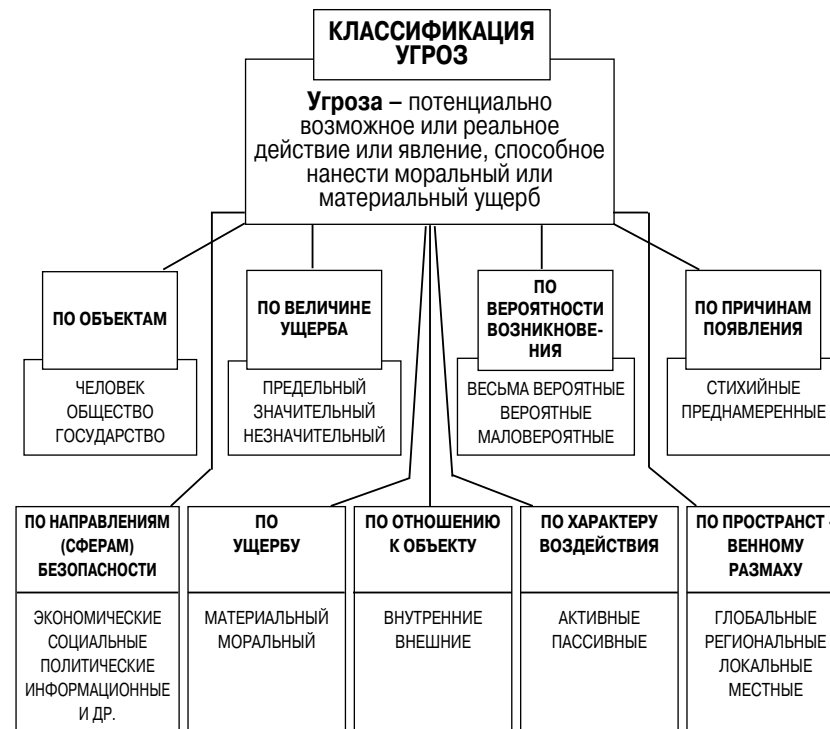 КЛАССИФИКАЦИЯ
УГРОЗ
Угроза – потенциально
возможное или реальное
действие или явление, способное
нанести моральный или
материальный ущерб
ПО ОБЪЕКТАМ
ЧЕЛОВЕК
ОБЩЕСТВО
ГОСУДАРСТВО
ПО ВЕЛИЧИНЕ
УЩЕРБА
ПРЕДЕЛЬНЫЙ
ЗНАЧИТЕЛЬНЫЙ
НЕЗНАЧИТЕЛЬНЫЙ
ПО
ВЕРОЯТНОСТИ
ВОЗНИКНОВЕ-
НИЯ
ВЕСЬМА ВЕРОЯТНЫЕ
ВЕРОЯТНЫЕ
МАЛОВЕРОЯТНЫЕ
ПО ПРИЧИНАМ
ПОЯВЛЕНИЯ
СТИХИЙНЫЕ
ПРЕДНАМЕРЕННЫЕ
ПО НАПРАВЛЕНИЯМ
(СФЕРАМ)
БЕЗОПАСНОСТИ
ЭКОНОМИЧЕСКИЕ
СОЦИАЛЬНЫЕ
ПОЛИТИЧЕСКИЕ
ИНФОРМАЦИОННЫЕ
И ДР.
ПО
УЩЕРБУ
МАТЕРИАЛЬНЫЙ
МОРАЛЬНЫЙ
ПО ОТНОШЕНИЮ
К ОБЪЕКТУ
ВНУТРЕННИЕ
ВНЕШНИЕ
ПО ХАРАКТЕРУ
ВОЗДЕЙСТВИЯ
АКТИВНЫЕ
ПАССИВНЫЕ
ПО ПРОСТРАНСТ -
ВЕННОМУ
РАЗМАХУ
ГЛОБАЛЬНЫЕ
РЕГИОНАЛЬНЫЕ
ЛОКАЛЬНЫЕ
МЕСТНЫЕ